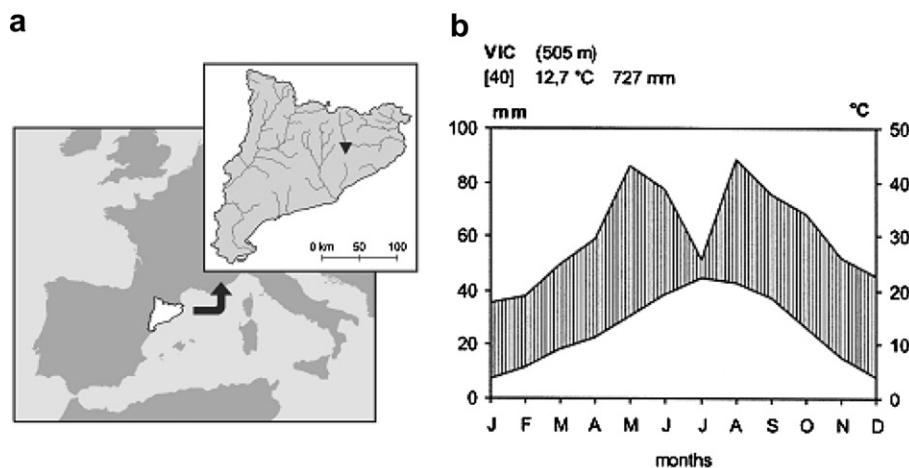 a
0 km 50 100
b
VIC (505 m)
[40] 12,7 °C 727 mm
mm °C
100 50
80 40
60 30
40 20
20 10
0 0
J F M A M J J A S O N D
months